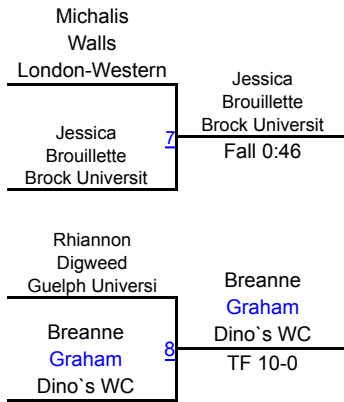 Michalis
Walls
London-Western
Jessica
Brouillette
Brock Universit
7
Jessica
Brouillette
Brock Universit
Fall 0:46
Rhiannon
Digweed
Guelph Universi
Breanne
Graham
Dino`s WC
8
Breanne
Graham
Dino`s WC
TF 10-0